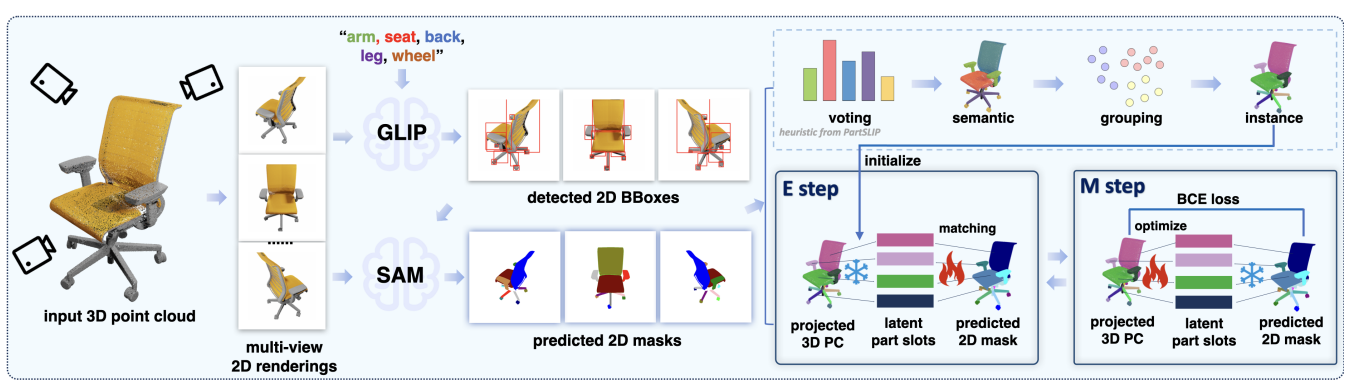 input 3D point cloud
multi-view
2D renderings
“arm, seat, back,
leg, wheel”
GLIP
SAM
detected 2D BBoxes
predicted 2D masks
voting
semantic
grouping
instance
heuristic from PartSLIP
initialize
E step
matching
projected
3D PC
latent
part slots
predicted
2D mask
M step
BCE loss
optimize
projected
3D PC
latent
part slots
predicted
2D mask